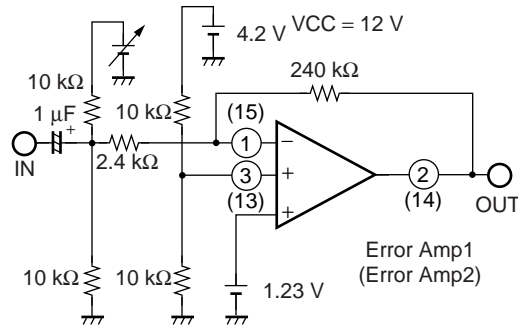 4.2 V
VCC = 12 V
10 kΩ
240 kΩ
1 μF
+
10 kΩ
(15)
IN
2.4 kΩ
1
−
3
+
(13)
+
2
(14)
OUT
10 kΩ
10 kΩ
1.23 V
Error Amp1
(Error Amp2)